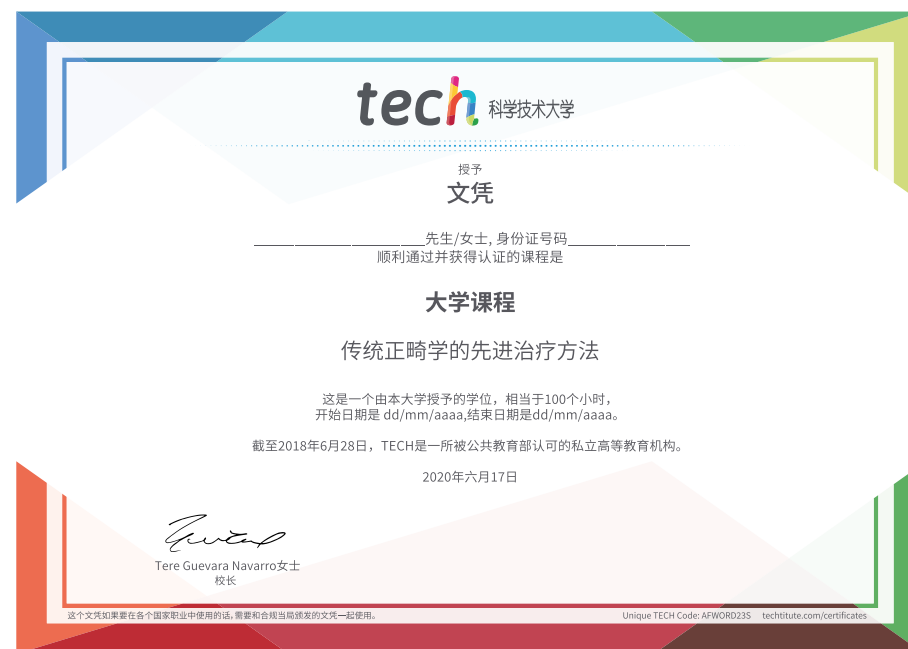 tech 科学技术大学
授予
文凭
______________________先生/女士, 身份证号码_______________
顺利通过并获得认证的课程是
大学课程
传统正畸学的先进治疗方法
这是一个由本大学授予的学位，相当于100个小时，
开始日期是 dd/mm/aaaa,结束日期是dd/mm/aaaa。
截至2018年6月28日，TECH是一所被公共教育部认可的私立高等教育机构。
2020年六月17日
Tere Guevara Navarro女士
校长
这个文凭如果要在各个国家职业中使用的话,需要和合规当局颁发的文凭一起使用。
Unique TECH Code: AFWORD23S techtitute.com/certificates